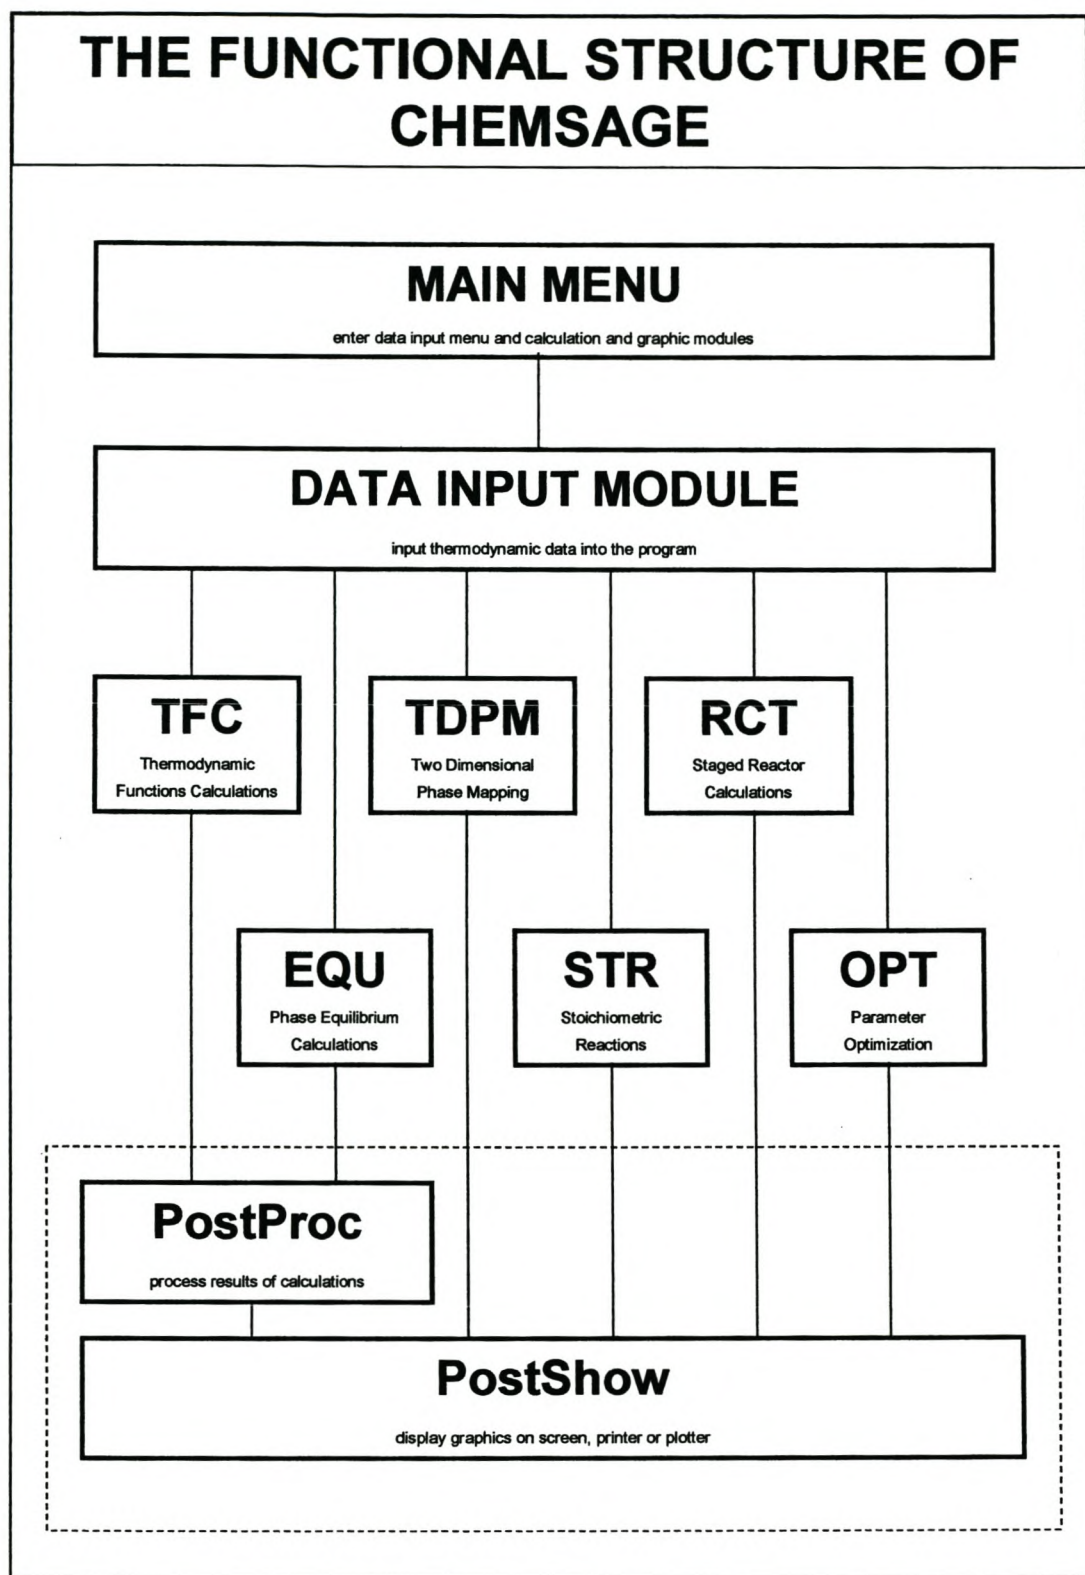 THE FUNCTIONAL STRUCTURE OF
CHEMSAGE
MAIN MENU
enter data input menu and calculation and graphic modules
DATA INPUT MODULE
input thermodynamic data into the program
TFC
Thermodynamic
Functions Calculations
TDPM
Two Dimensional
Phase Mapping
RCT
Staged Reactor
Calculations
EQU
Phase Equilibrium
Calculations
STR
Stoichiometric
Reactions
OPT
Parameter
Optimization
PostProc
process results of calculations
PostShow
display graphics on screen, printer or plotter